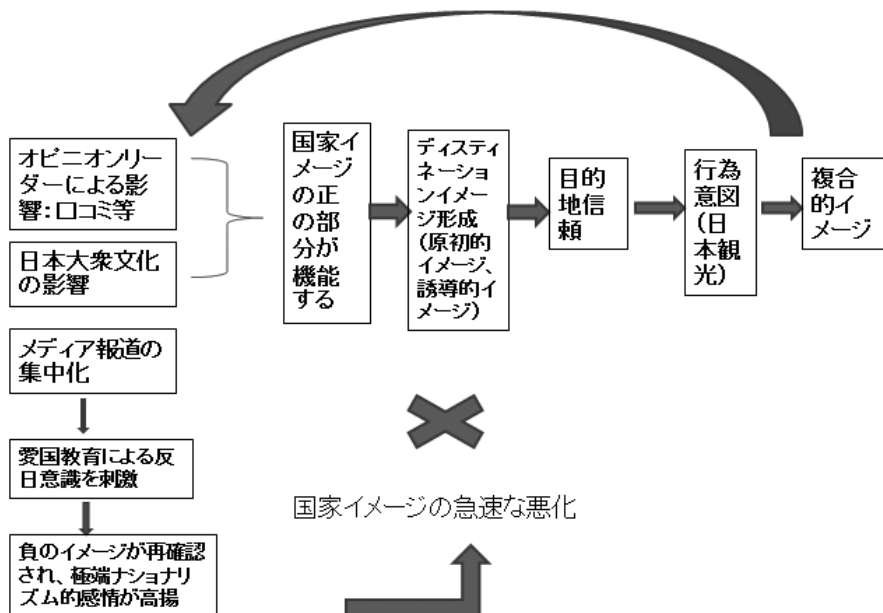 オピニオンリー
ダーによる影
響：口コミ等
日本大衆文化
の影響
国家イ
メージ
の正
の部
分が
機能
する
ディスティ
ネーショ
ンイメー
ジ形成
(原初的
イメージ、
誘導的イ
メージ)
目的
地信
頼
行為
意図
(日
本観
光)
複合
的イ
メージ
メディア報道の
集中化
愛国教育による反
日意識を刺激
負のイメージが再確認
され、極端ナショナリ
ズム的感情が高揚
国家イメージの急速な悪化